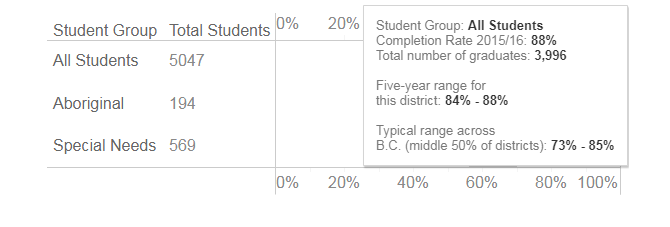 Student Group Total Students 0% 20%
All Students 5047
Aboriginal 194
Special Needs 569
Student Group: All Students
Completion Rate 2015/16: 88%
Total number of graduates: 3,996
Five-year range for
this district: 84% - 88%
Typical range across
B.C. (middle 50% of districts): 73% - 85%
0% 20% 40% 60% 80% 100%